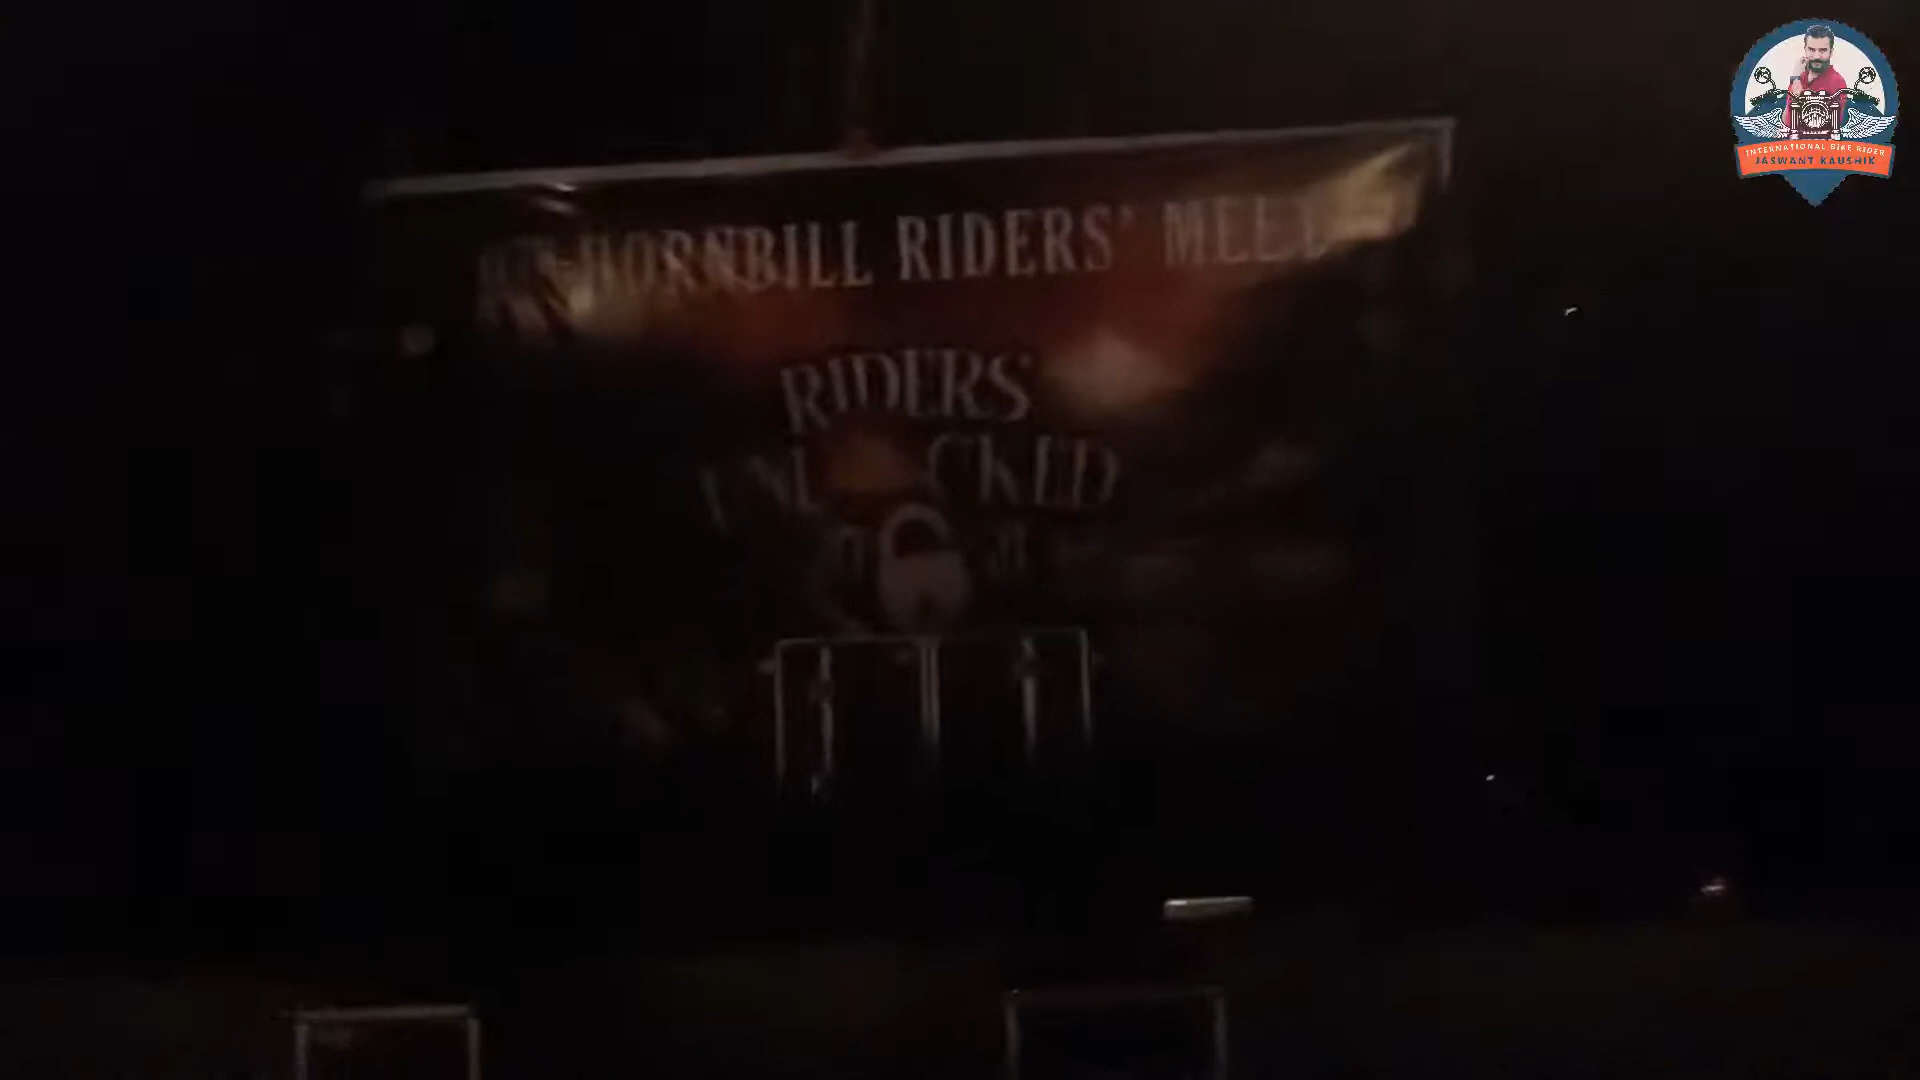 HORNBILL RIDERS' MEET
RIDERS
UNLOCKED
INTERNATIONAL BIKE RIDER
JASWANT KAUSHIK